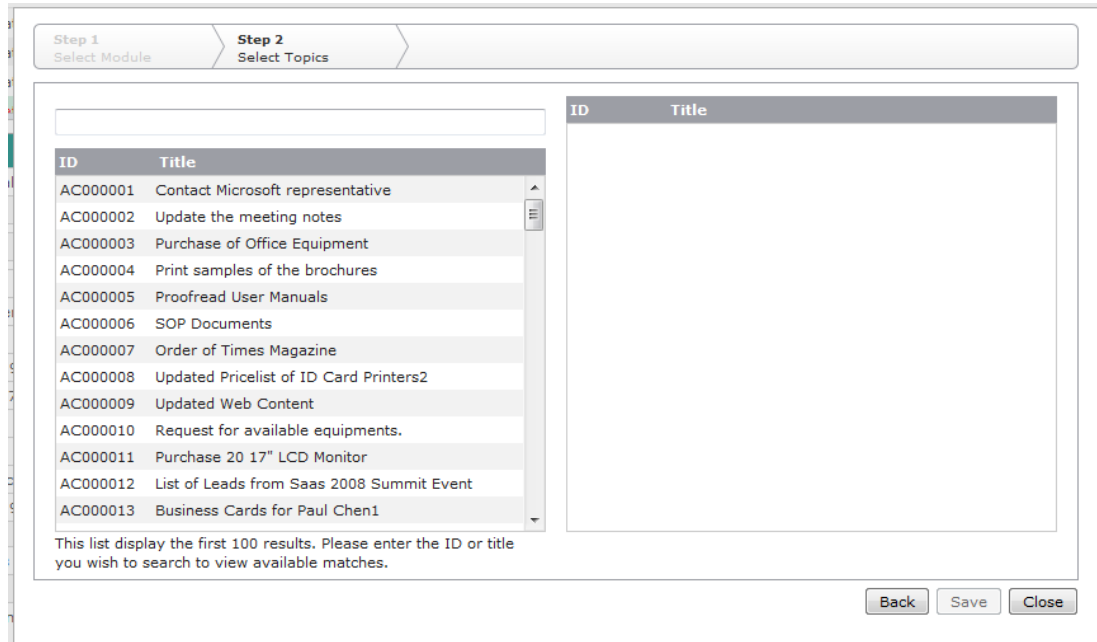 Step 1
Select Module
Step 2
Select Topics
ID Title
AC000001 Contact Microsoft representative
AC000002 Update the meeting notes
AC000003 Purchase of Office Equipment
AC000004 Print samples of the brochures
AC000005 Proofread User Manuals
AC000006 SOP Documents
AC000007 Order of Times Magazine
AC000008 Updated Pricelist of ID Card Printers2
AC000009 Updated Web Content
AC000010 Request for available equipments.
AC000011 Purchase 20 17" LCD Monitor
AC000012 List of Leads from Saas 2008 Summit Event
AC000013 Business Cards for Paul Chen1
This list display the first 100 results. Please enter the ID or title
you wish to search to view available matches.
ID Title
Back Save Close